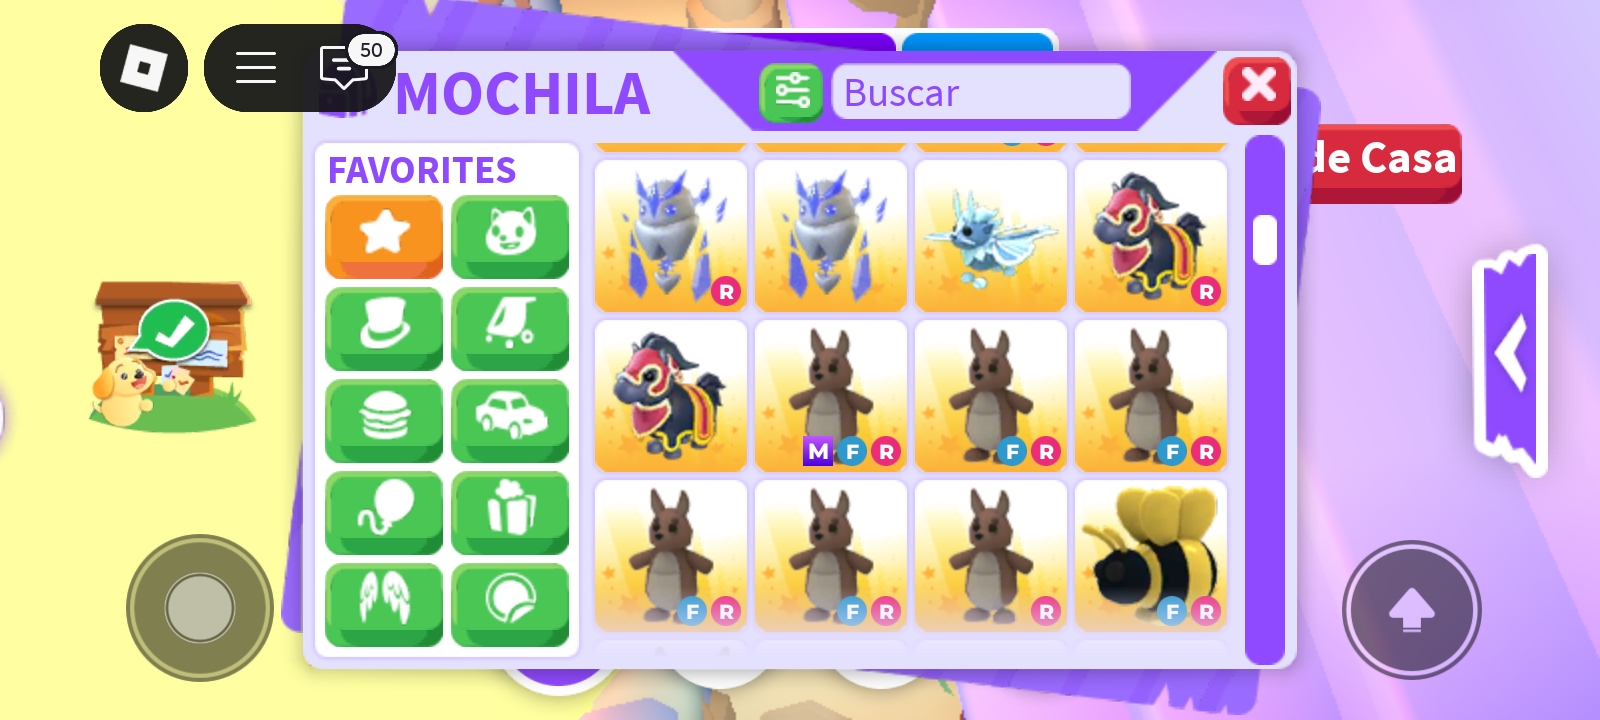 50
MOCHILA
Buscar
de Casa
FAVORITES
R
R
M F R
F R
F R
F R
F R
R
F R